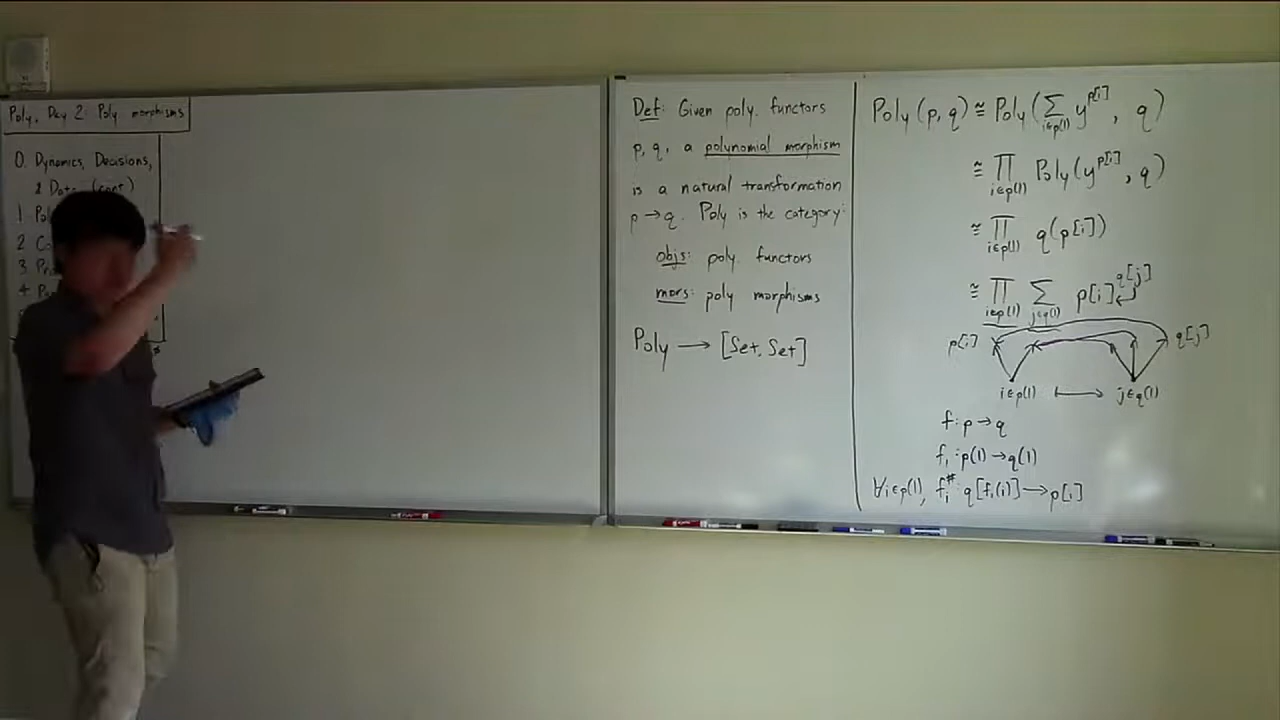 Poly, Day 2: Poly morphisms
0. Dynamics, Decisions,
& Data (cont)
1
2
3
4
Def: Given poly. functors
p, q, a polynomial morphism
is a natural transformation
p → q. Poly is the category:
objs: poly. functors
mors: poly morphisms
Poly ⟶ [Set, Set]
Poly(p, q) ≅ Poly(∑_{i∈p(1)} y^{p[i]}, q)
≅ ∏_{i∈p(1)} Poly(y^{p[i]}, q)
≅ ∏_{i∈p(1)} q(p[i])
≅ ∏_{i∈p(1)} ∑_{j∈q(1)} p[i]^{q[j]}
p[i] q[j]
i∈p(1) ⟼ j∈q(1)
f: p → q
f₁: p(1) → q(1)
∀i∈p(1), f_i^#: q[f₁(i)] ⟶ p[i]